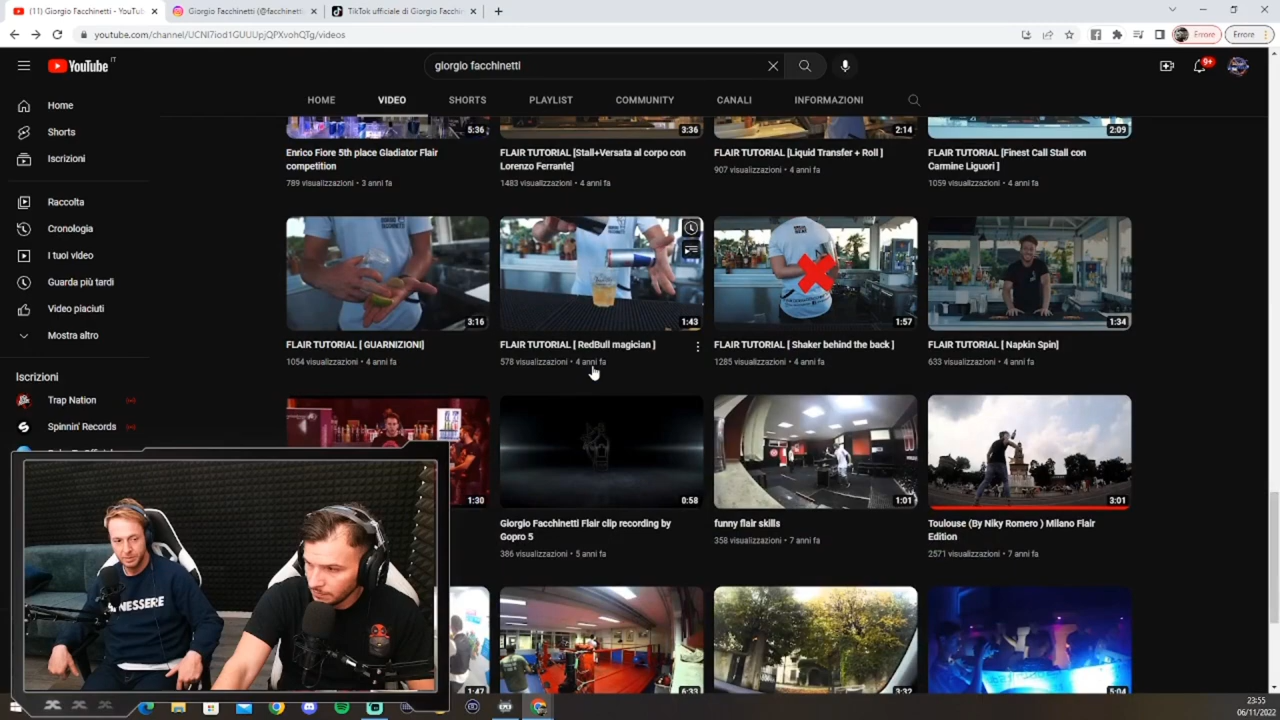 (11) Giorgio Facchinetti - YouTu
Giorgio Facchinetti (@facchinetti
TikTok ufficiale di Giorgio Facchin
youtube.com/channel/UCNI7iod1GUUUpjQPXvohQTg/videos
Errore
Errore
YouTube IT
giorgio facchinetti
9+
HOME
VIDEO
SHORTS
PLAYLIST
COMMUNITY
CANALI
INFORMAZIONI
Home
Shorts
Iscrizioni
Raccolta
Cronologia
I tuoi video
Guarda più tardi
Video piaciuti
Mostra altro
Iscrizioni
Trap Nation
Spinnin' Records
5:36
Enrico Fiore 5th place Gladiator Flair
competition
789 visualizzazioni • 3 anni fa
3:36
FLAIR TUTORIAL [Stall+Versata al corpo con
Lorenzo Ferrante]
1483 visualizzazioni • 4 anni fa
2:14
FLAIR TUTORIAL [Liquid Transfer + Roll ]
907 visualizzazioni • 4 anni fa
2:09
FLAIR TUTORIAL [Finest Call Stall con
Carmine Liguori ]
1059 visualizzazioni • 4 anni fa
3:16
FLAIR TUTORIAL [ GUARNIZIONI]
1054 visualizzazioni • 4 anni fa
1:43
FLAIR TUTORIAL [ RedBull magician ]
578 visualizzazioni • 4 anni fa
1:57
FLAIR TUTORIAL [ Shaker behind the back ]
1285 visualizzazioni • 4 anni fa
1:34
FLAIR TUTORIAL [ Napkin Spin]
633 visualizzazioni • 4 anni fa
1:30
0:58
Giorgio Facchinetti Flair clip recording by
Gopro 5
386 visualizzazioni • 5 anni fa
1:01
funny flair skills
358 visualizzazioni • 7 anni fa
3:01
Toulouse (By Niky Romero ) Milano Flair
Edition
2571 visualizzazioni • 7 anni fa
1:47
6:33
3:32
5:04
NESSERE
23:55
06/11/2022